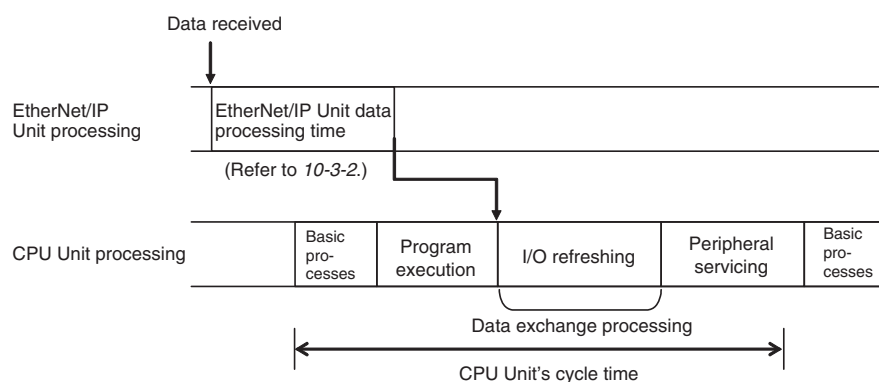 Data received
EtherNet/IP
Unit processing
EtherNet/IP Unit data
processing time
(Refer to 10-3-2.)
CPU Unit processing
Basic
pro-
cesses
Program
execution
I/O refreshing
Peripheral
servicing
Basic
pro-
cesses
Data exchange processing
CPU Unit's cycle time